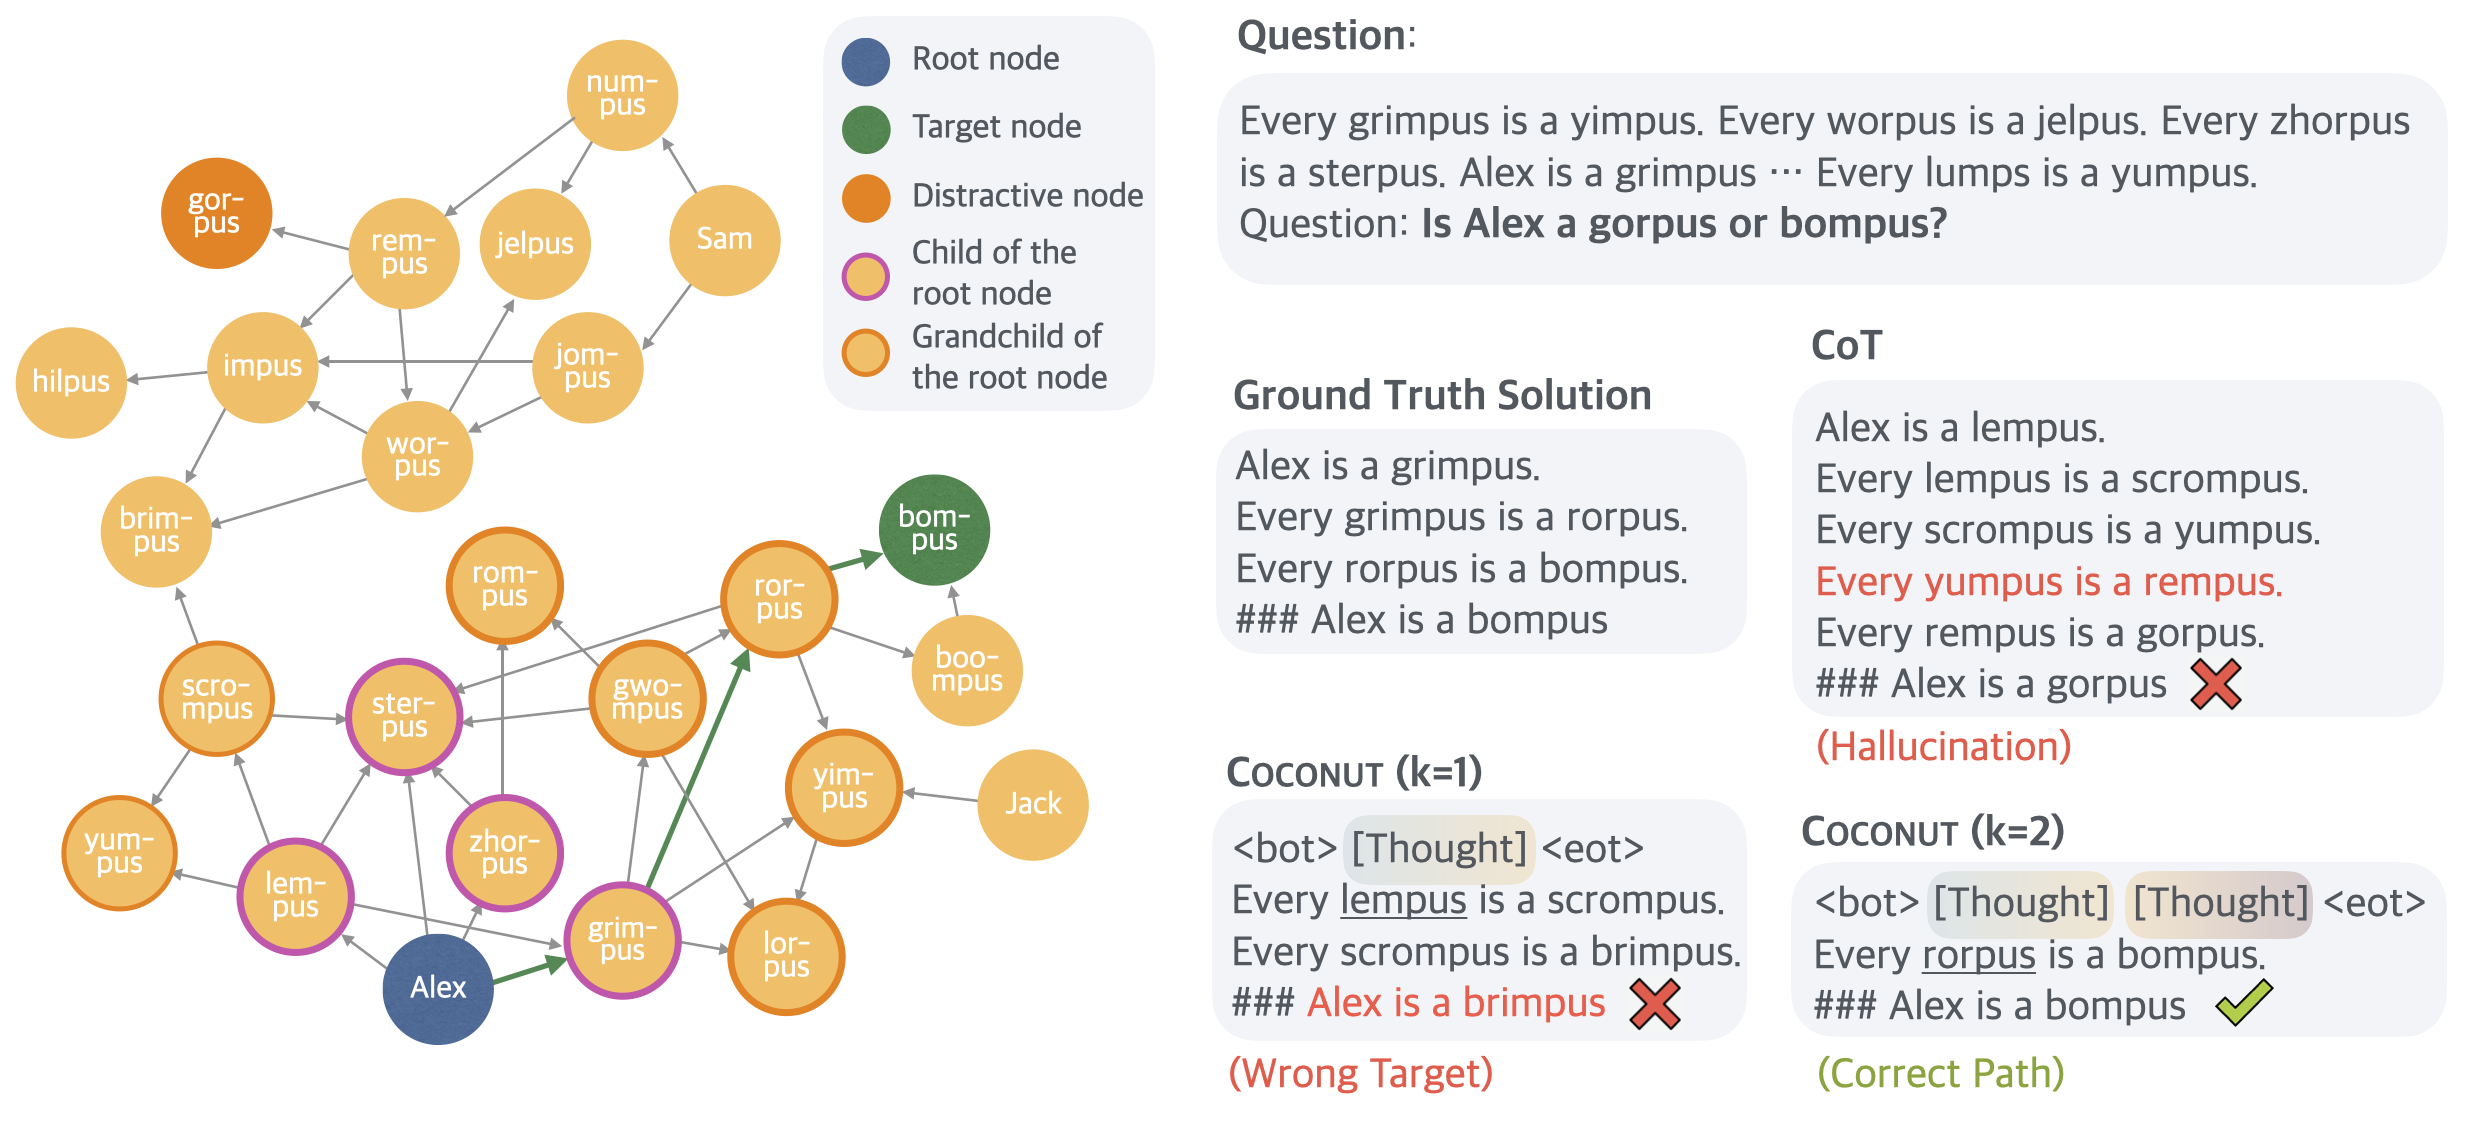 num-
pus
gor-
pus
rem-
pus
jelpus
Sam
hilpus
impus
jom-
pus
wor-
pus
brim-
pus
bom-
pus
rom-
pus
ror-
pus
boo-
mpus
scro-
mpus
ster-
pus
gwo-
mpus
yim-
pus
Jack
yum-
pus
lem-
pus
zhor-
pus
grim-
pus
lor-
pus
Alex
Root node
Target node
Distractive node
Child of the
root node
Grandchild of
the root node
Question:
Every grimpus is a yimpus. Every worpus is a jelpus. Every zhorpus
is a sterpus. Alex is a grimpus ··· Every lumps is a yumpus.
Question: Is Alex a gorpus or bompus?
Ground Truth Solution
Alex is a grimpus.
Every grimpus is a rorpus.
Every rorpus is a bompus.
### Alex is a bompus
CoT
Alex is a lempus.
Every lempus is a scrompus.
Every scrompus is a yumpus.
Every yumpus is a rempus.
Every rempus is a gorpus.
### Alex is a gorpus
(Hallucination)
COCONUT (k=1)
<bot> [Thought] <eot>
Every lempus is a scrompus.
Every scrompus is a brimpus.
### Alex is a brimpus
(Wrong Target)
COCONUT (k=2)
<bot> [Thought] [Thought] <eot>
Every rorpus is a bompus.
### Alex is a bompus
(Correct Path)